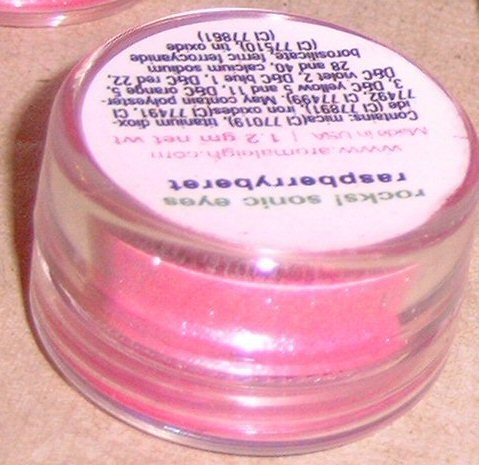 rocks! sonic eyes
raspberryberet
www.aromaleigh.com
Made in USA | 1.2 gm net wt
Contains: mica(CI 77019), titanium diox-
ide (CI 77891), iron oxides(CI 77491, CI
77492, CI 77499). May contain polyester
3, D&C yellow 5 and 11, D&C orange 5,
D&C violet 2, D&C blue 1, D&C red 22,
28 and 40, calcium sodium
borosilicate, ferric ferrocyanide
(CI 77510), tin oxide
(CI 77861)